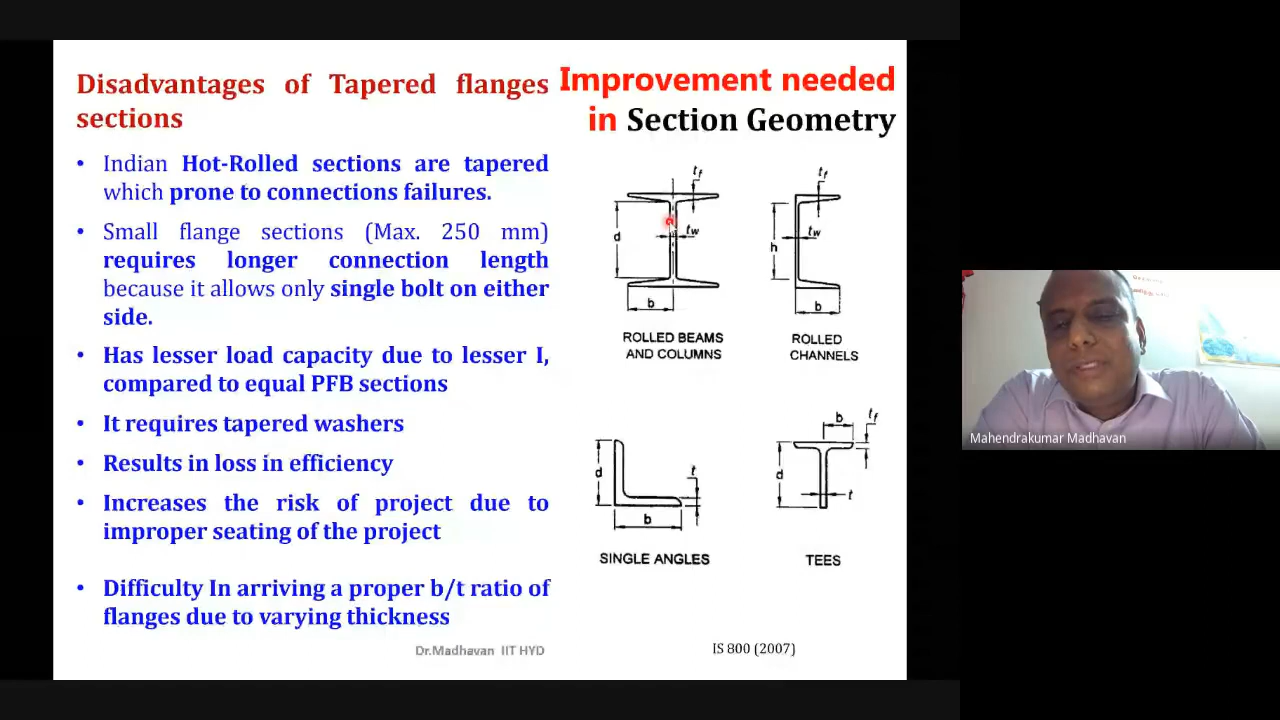 Disadvantages of Tapered flanges
sections
• Indian Hot-Rolled sections are tapered
which prone to connections failures.
• Small flange sections (Max. 250 mm)
requires longer connection length
because it allows only single bolt on either
side.
• Has lesser load capacity due to lesser I,
compared to equal PFB sections
• It requires tapered washers
• Results in loss in efficiency
• Increases the risk of project due to
improper seating of the project
• Difficulty In arriving a proper b/t ratio of
flanges due to varying thickness
Dr.Madhavan IIT HYD
Improvement needed
in Section Geometry
tf
d
tw
b
ROLLED BEAMS
AND COLUMNS
tf
h
tw
b
ROLLED
CHANNELS
d
t
b
SINGLE ANGLES
b
tf
d
t
TEES
IS 800 (2007)
Mahendrakumar Madhavan